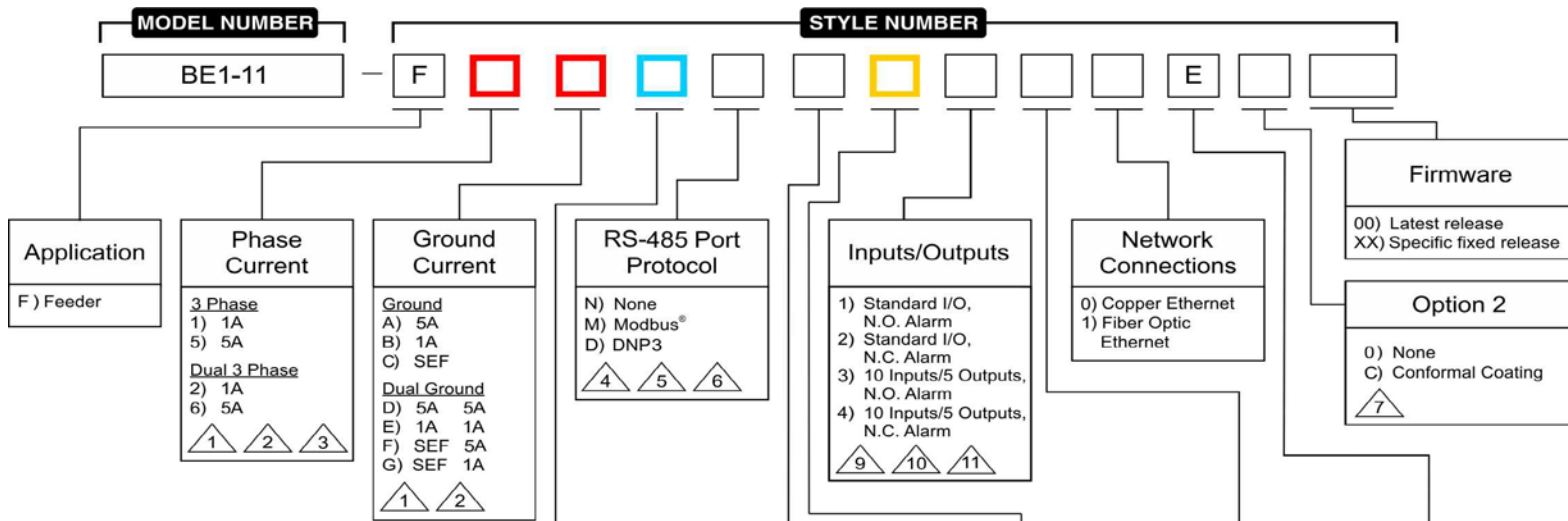 MODEL NUMBER
STYLE NUMBER
BE1-11
—
F
E
Application
F ) Feeder
Phase
Current
3 Phase
1) 1A
5) 5A
Dual 3 Phase
2) 1A
6) 5A
1 2 3
Ground
Current
Ground
A) 5A
B) 1A
C) SEF
Dual Ground
D) 5A 5A
E) 1A 1A
F) SEF 5A
G) SEF 1A
1 2
RS-485 Port
Protocol
N) None
M) Modbus®
D) DNP3
4 5 6
Inputs/Outputs
1) Standard I/O,
N.O. Alarm
2) Standard I/O,
N.C. Alarm
3) 10 Inputs/5 Outputs,
N.O. Alarm
4) 10 Inputs/5 Outputs,
N.C. Alarm
9 10 11
Network
Connections
0) Copper Ethernet
1) Fiber Optic
Ethernet
Firmware
00) Latest release
XX) Specific fixed release
Option 2
0) None
C) Conformal Coating
7